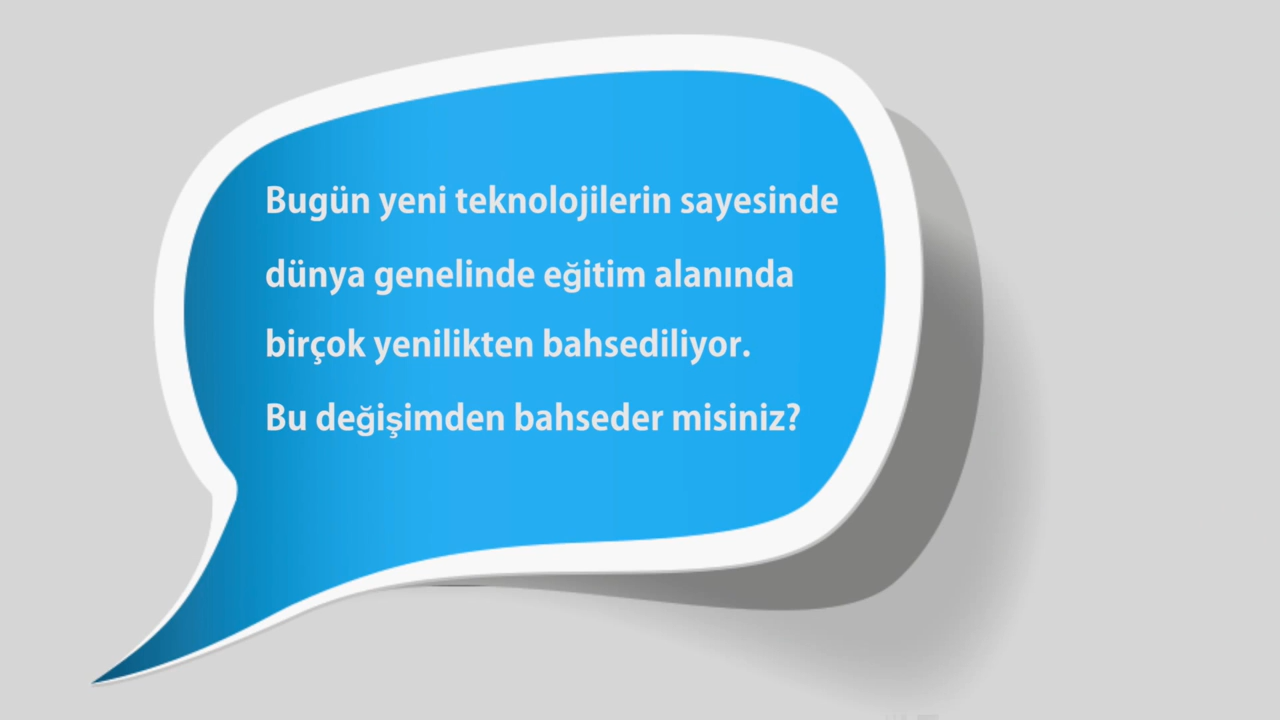 Bugün yeni teknolojilerin sayesinde
dünya genelinde eğitim alanında
birçok yenilikten bahsediliyor.
Bu değişimden bahseder misiniz?